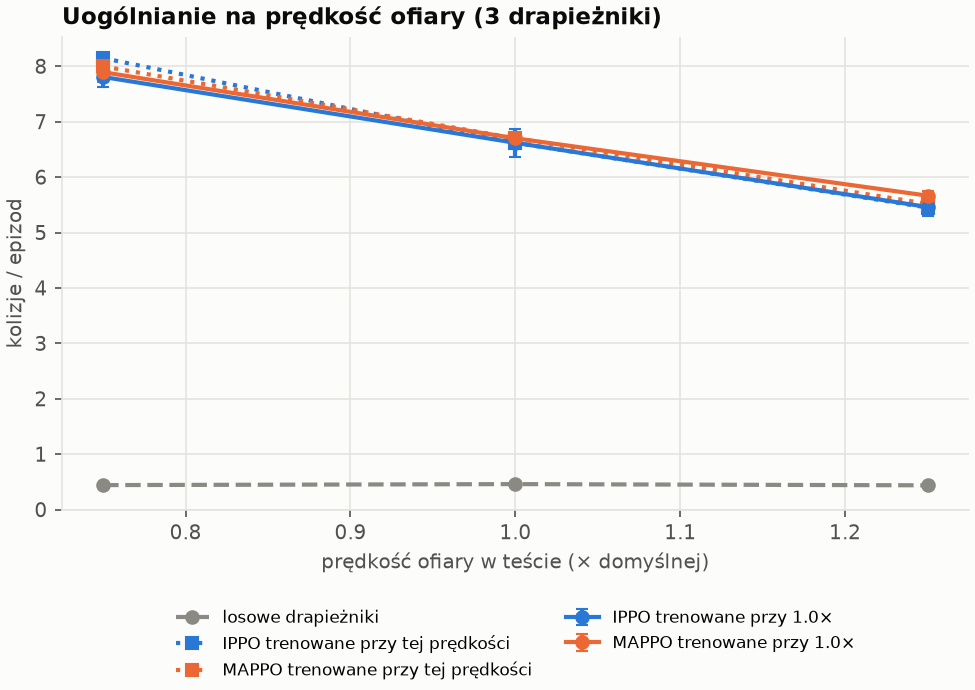 Uogólnianie na prędkość ofiary (3 drapieżniki)
kolizje / epizod
8
7
6
5
4
3
2
1
0
0.8 0.9 1.0 1.1 1.2
prędkość ofiary w teście (× domyślnej)
losowe drapieżniki
IPPO trenowane przy tej prędkości
MAPPO trenowane przy tej prędkości
IPPO trenowane przy 1.0×
MAPPO trenowane przy 1.0×